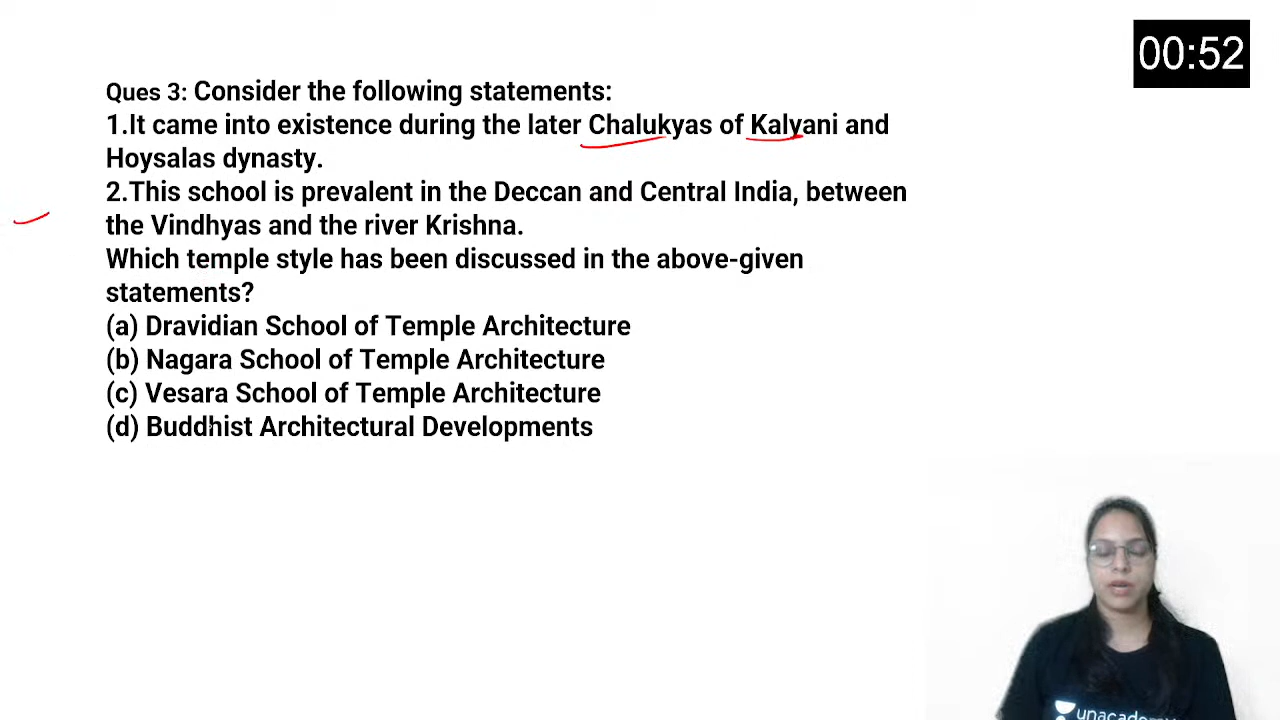 00:52
Ques 3: Consider the following statements:
1.It came into existence during the later Chalukyas of Kalyani and
Hoysalas dynasty.
2.This school is prevalent in the Deccan and Central India, between
the Vindhyas and the river Krishna.
Which temple style has been discussed in the above-given
statements?
(a) Dravidian School of Temple Architecture
(b) Nagara School of Temple Architecture
(c) Vesara School of Temple Architecture
(d) Buddhist Architectural Developments